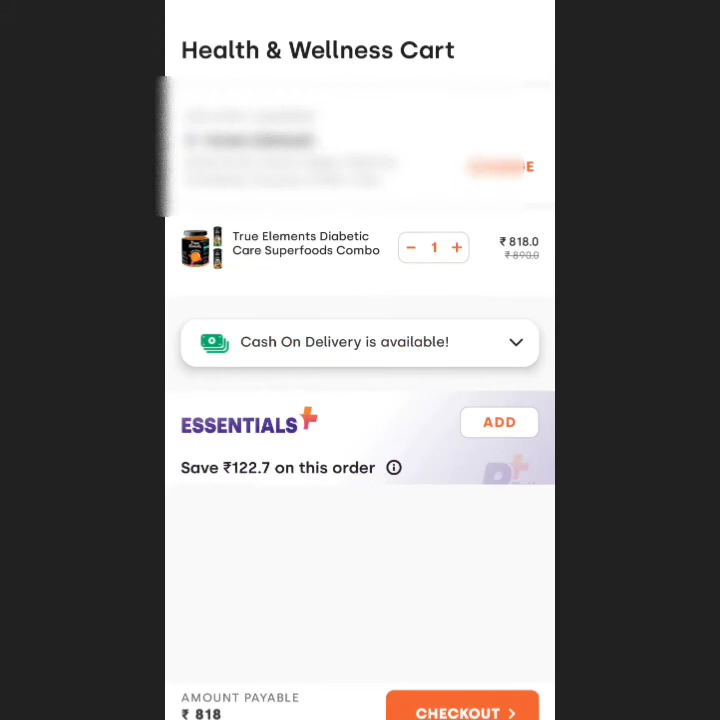 Health & Wellness Cart
True Elements Diabetic
Care Superfoods Combo
− 1 +
₹ 818.0
₹ 890.0
Cash On Delivery is available!
ESSENTIALS+
ADD
Save ₹122.7 on this order
AMOUNT PAYABLE
₹ 818
CHECKOUT >